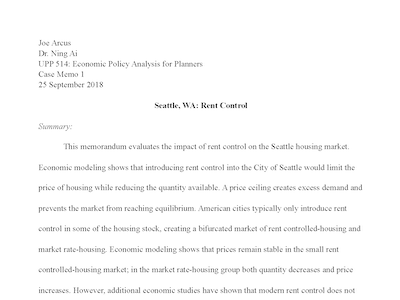 Joe Arcus
Dr. Ning Ai
UPP 514: Economic Policy Analysis for Planners
Case Memo 1
25 September 2018
Seattle, WA: Rent Control
Summary:
This memorandum evaluates the impact of rent control on the Seattle housing market.
Economic modeling shows that introducing rent control into the City of Seattle would limit the
price of housing while reducing the quantity available. A price ceiling creates excess demand and
prevents the market from reaching equilibrium. American cities typically only introduce rent
control in some of the housing stock, creating a bifurcated market of rent controlled-housing and
market rate-housing. Economic modeling shows that prices remain stable in the small rent
controlled-housing market; in the market-rate-housing group both quantity decreases and price
increases. However, additional economic studies have shown that modern rent control does not